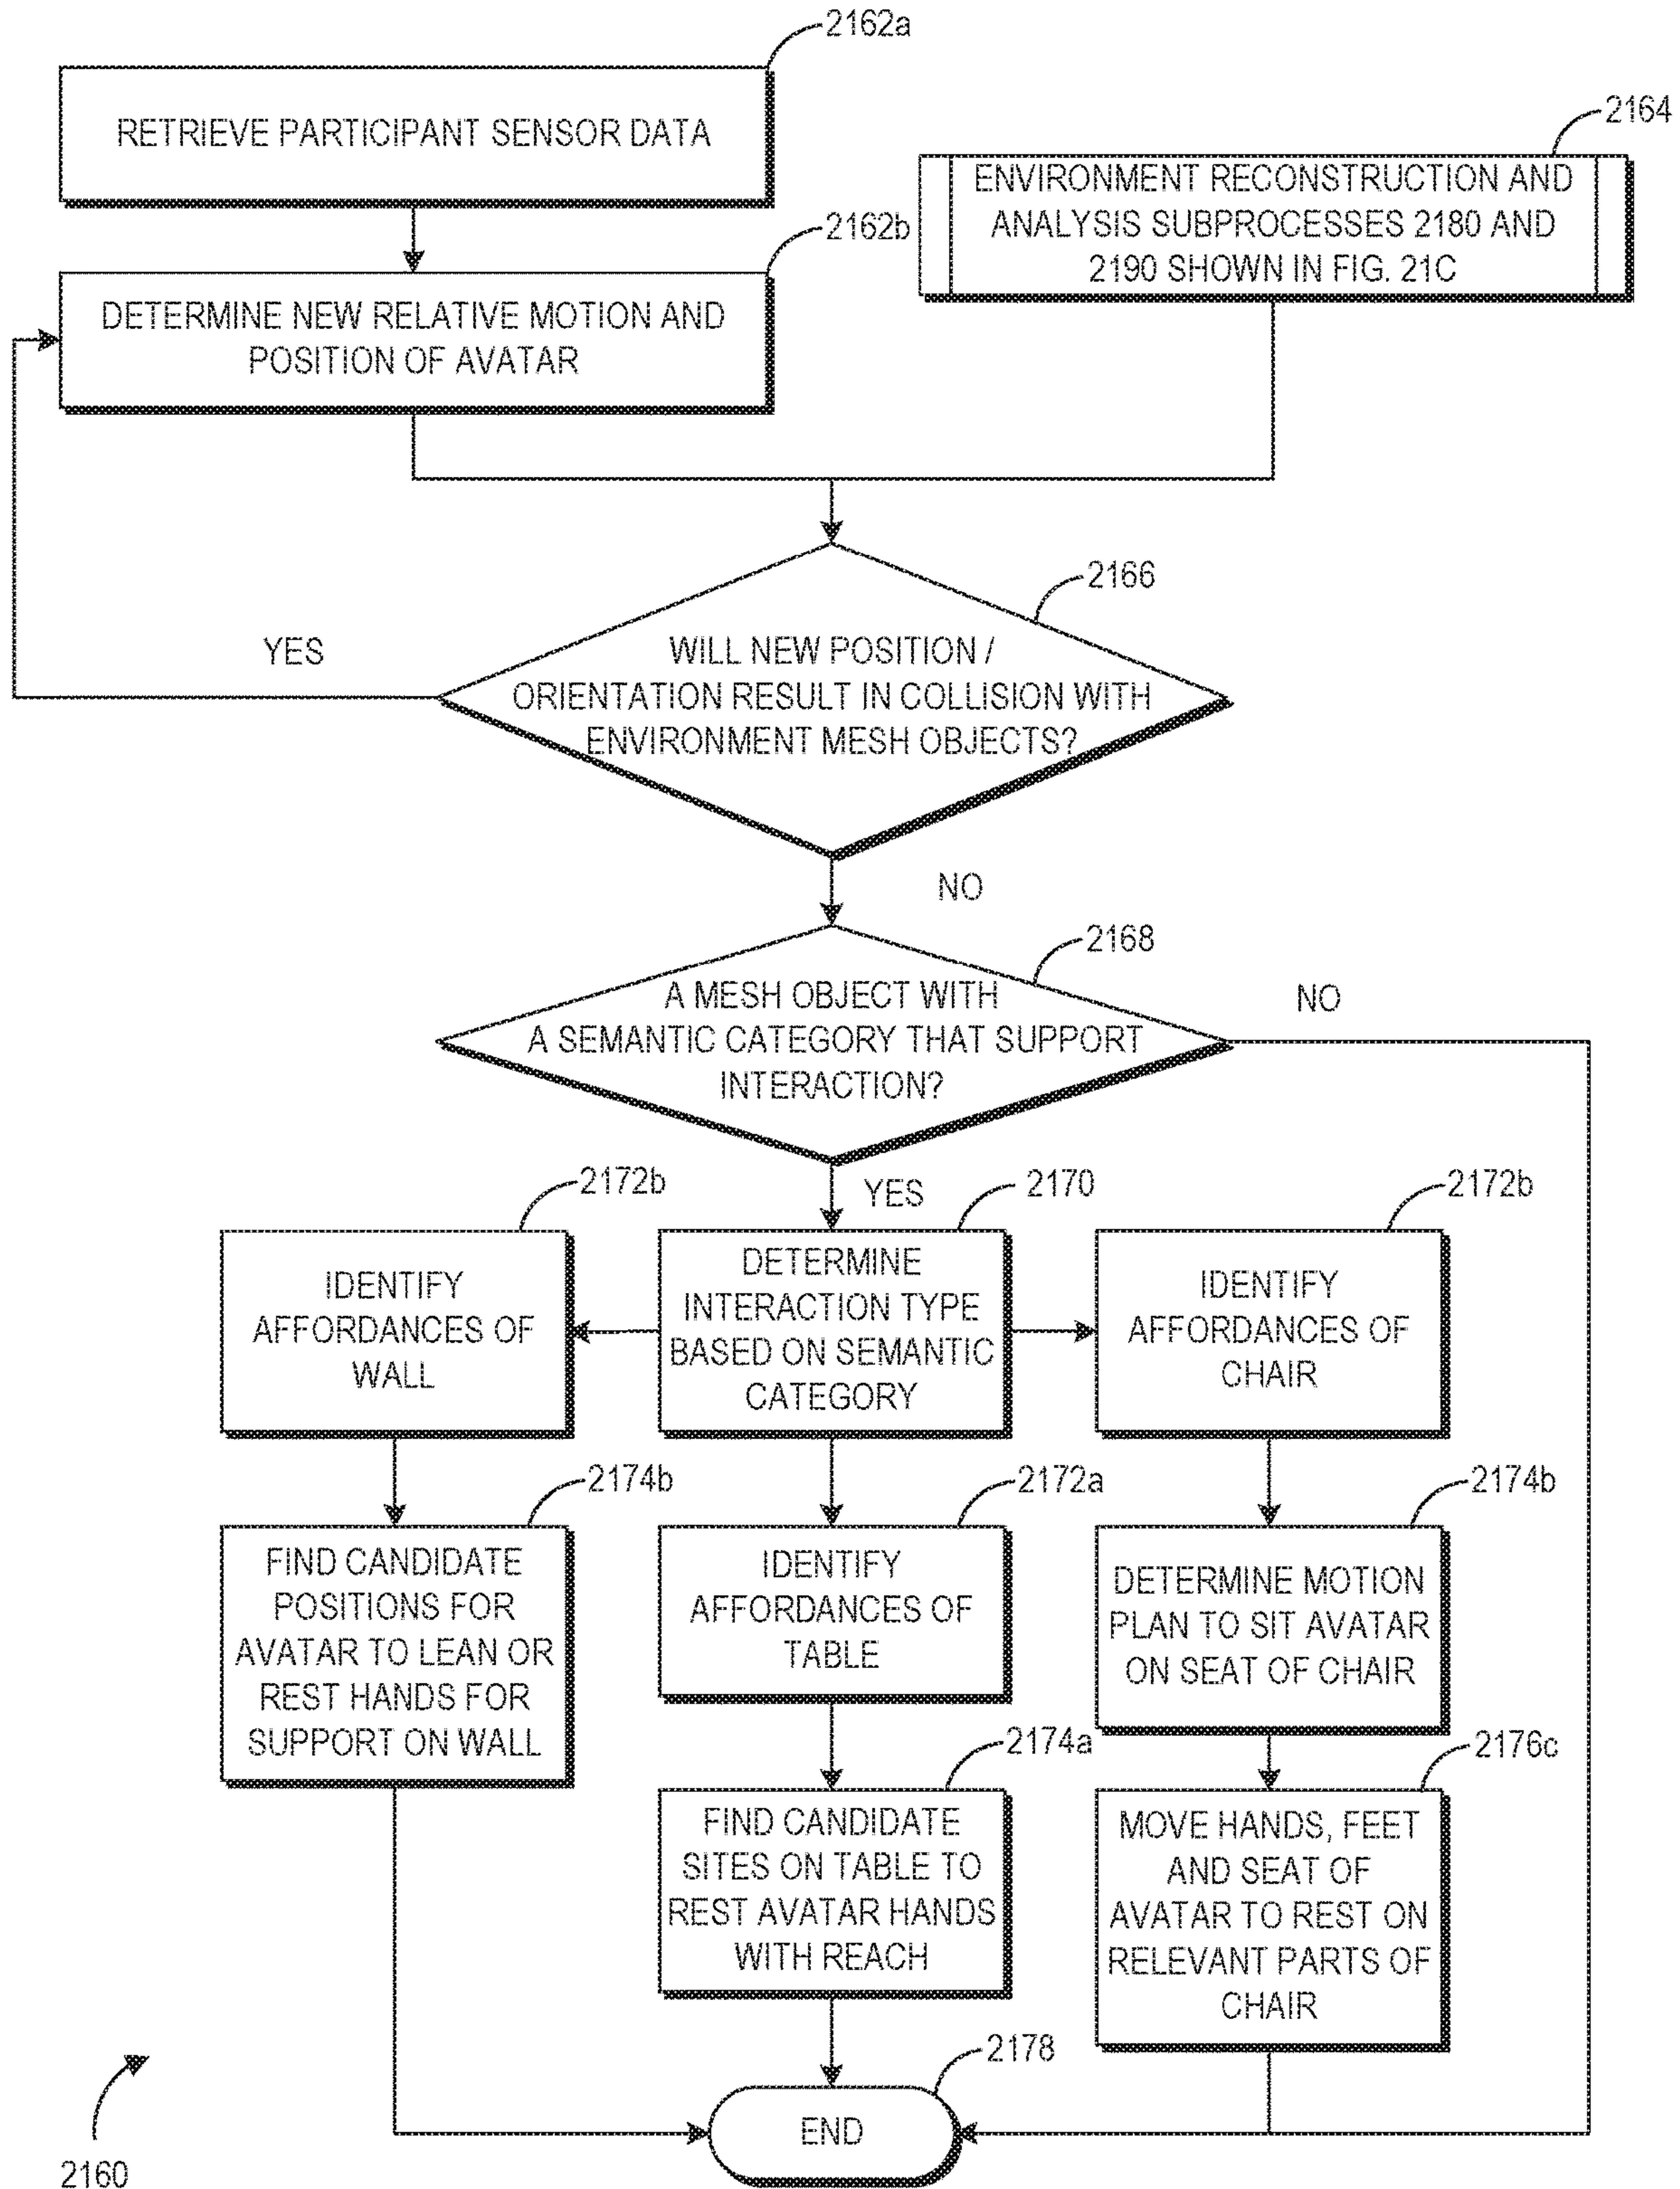 2162a
RETRIEVE PARTICIPANT SENSOR DATA
2164
ENVIRONMENT RECONSTRUCTION AND
ANALYSIS SUBPROCESSES 2180 AND
2190 SHOWN IN FIG. 21C
2162b
DETERMINE NEW RELATIVE MOTION AND
POSITION OF AVATAR
2166
WILL NEW POSITION /
ORIENTATION RESULT IN COLLISION WITH
ENVIRONMENT MESH OBJECTS?
YES
NO
2168
A MESH OBJECT WITH
A SEMANTIC CATEGORY THAT SUPPORT
INTERACTION?
NO
YES
2172b
IDENTIFY
AFFORDANCES OF
WALL
2170
DETERMINE
INTERACTION TYPE
BASED ON SEMANTIC
CATEGORY
2172b
IDENTIFY
AFFORDANCES OF
CHAIR
2174b
FIND CANDIDATE
POSITIONS FOR
AVATAR TO LEAN OR
REST HANDS FOR
SUPPORT ON WALL
2172a
IDENTIFY
AFFORDANCES OF
TABLE
2174b
DETERMINE MOTION
PLAN TO SIT AVATAR
ON SEAT OF CHAIR
2174a
FIND CANDIDATE
SITES ON TABLE TO
REST AVATAR HANDS
WITH REACH
2176c
MOVE HANDS, FEET
AND SEAT OF
AVATAR TO REST ON
RELEVANT PARTS OF
CHAIR
2178
END
2160